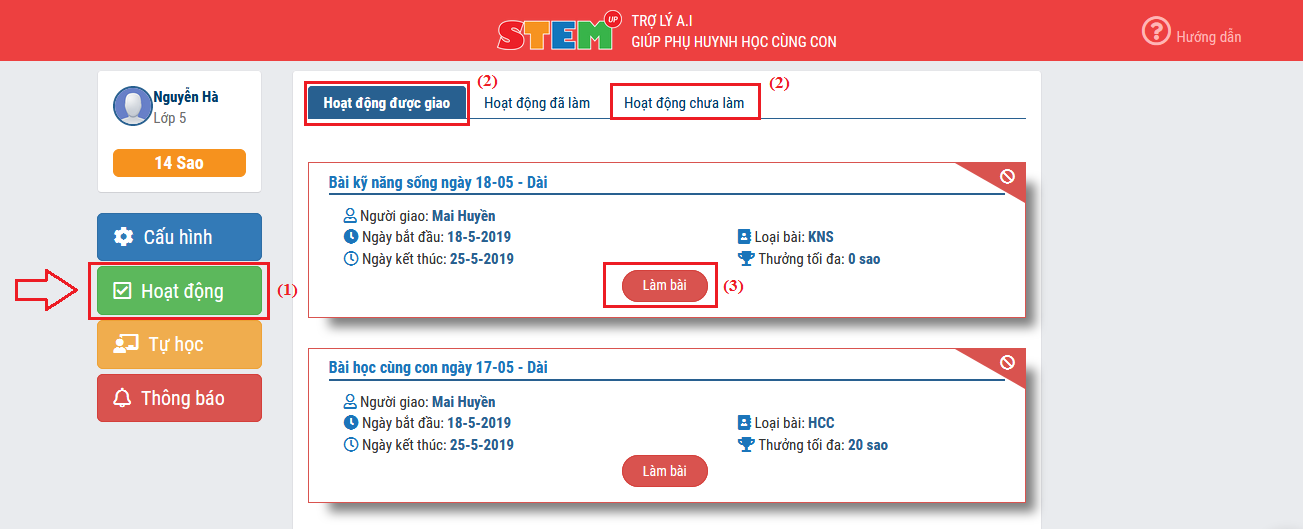 STEM UP
TRỢ LÝ A.I
GIÚP PHỤ HUYNH HỌC CÙNG CON
Hướng dẫn
Nguyễn Hà
Lớp 5
14 Sao
Cấu hình
Hoạt động (1)
Tự học
Thông báo
Hoạt động được giao (2) Hoạt động đã làm Hoạt động chưa làm (2)
Bài kỹ năng sống ngày 18-05 - Dài
Người giao: Mai Huyền
Ngày bắt đầu: 18-5-2019 Loại bài: KNS
Ngày kết thúc: 25-5-2019 Thưởng tối đa: 0 sao
Làm bài (3)
Bài học cùng con ngày 17-05 - Dài
Người giao: Mai Huyền
Ngày bắt đầu: 18-5-2019 Loại bài: HCC
Ngày kết thúc: 25-5-2019 Thưởng tối đa: 20 sao
Làm bài